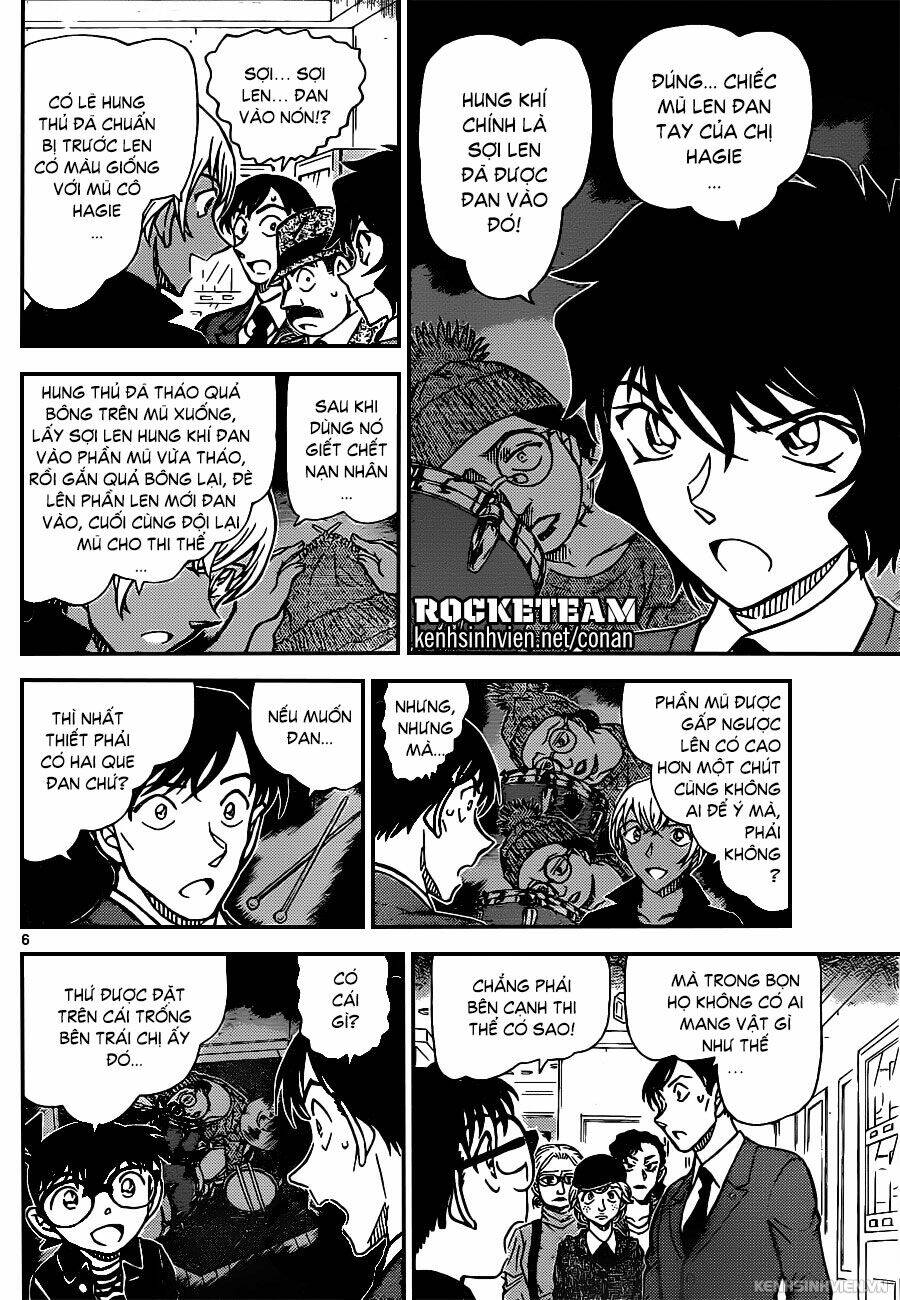 ĐÚNG... CHIẾC
MŨ LEN ĐAN
TAY CỦA CHỊ
HAGIE
...
HUNG KHÍ
CHÍNH LÀ
SỢI LEN
ĐÃ ĐƯỢC
ĐAN VÀO
ĐÓ!
SỢI... SỢI
LEN... ĐAN
VÀO NÓN!?
CÓ LẼ HUNG
THỦ ĐÃ CHUẨN
BỊ TRƯỚC LEN
CÓ MÀU GIỐNG
VỚI MŨ CÔ
HAGIE
...
SAU KHI
DÙNG NÓ
GIẾT CHẾT
NẠN NHÂN
...
HUNG THỦ ĐÃ THÁO QUẢ
BÔNG TRÊN MŨ XUỐNG,
LẤY SỢI LEN HUNG KHÍ ĐAN
VÀO PHẦN MŨ VỪA THÁO,
RỒI GẮN QUẢ BÔNG LẠI, ĐÈ
LÊN PHẦN LEN MỚI ĐAN
VÀO, CUỐI CÙNG ĐỘI LẠI
MŨ CHO THI THỂ
...
ROCKETEAM
kenhsinhvien.net/conan
PHẦN MŨ ĐƯỢC
GẤP NGƯỢC
LÊN CÓ CAO
HƠN MỘT CHÚT
CŨNG KHÔNG
AI ĐỂ Ý MÀ,
PHẢI
KHÔNG
?
NHƯNG,
NHƯNG
MÀ...
NẾU MUỐN
ĐAN...
THÌ NHẤT
THIẾT PHẢI
CÓ HAI QUE
ĐAN CHỨ?
6
MÀ TRONG BỌN
HỌ KHÔNG CÓ AI
MANG VẬT GÌ
NHƯ THẾ
...
CHẲNG PHẢI
BÊN CẠNH THI
THỂ CÓ SAO!
CÓ
CÁI
GÌ?
THỨ ĐƯỢC ĐẶT
TRÊN CÁI TRỐNG
BÊN TRÁI CHỊ ẤY
ĐÓ...
KENHSINHVIEN.VN